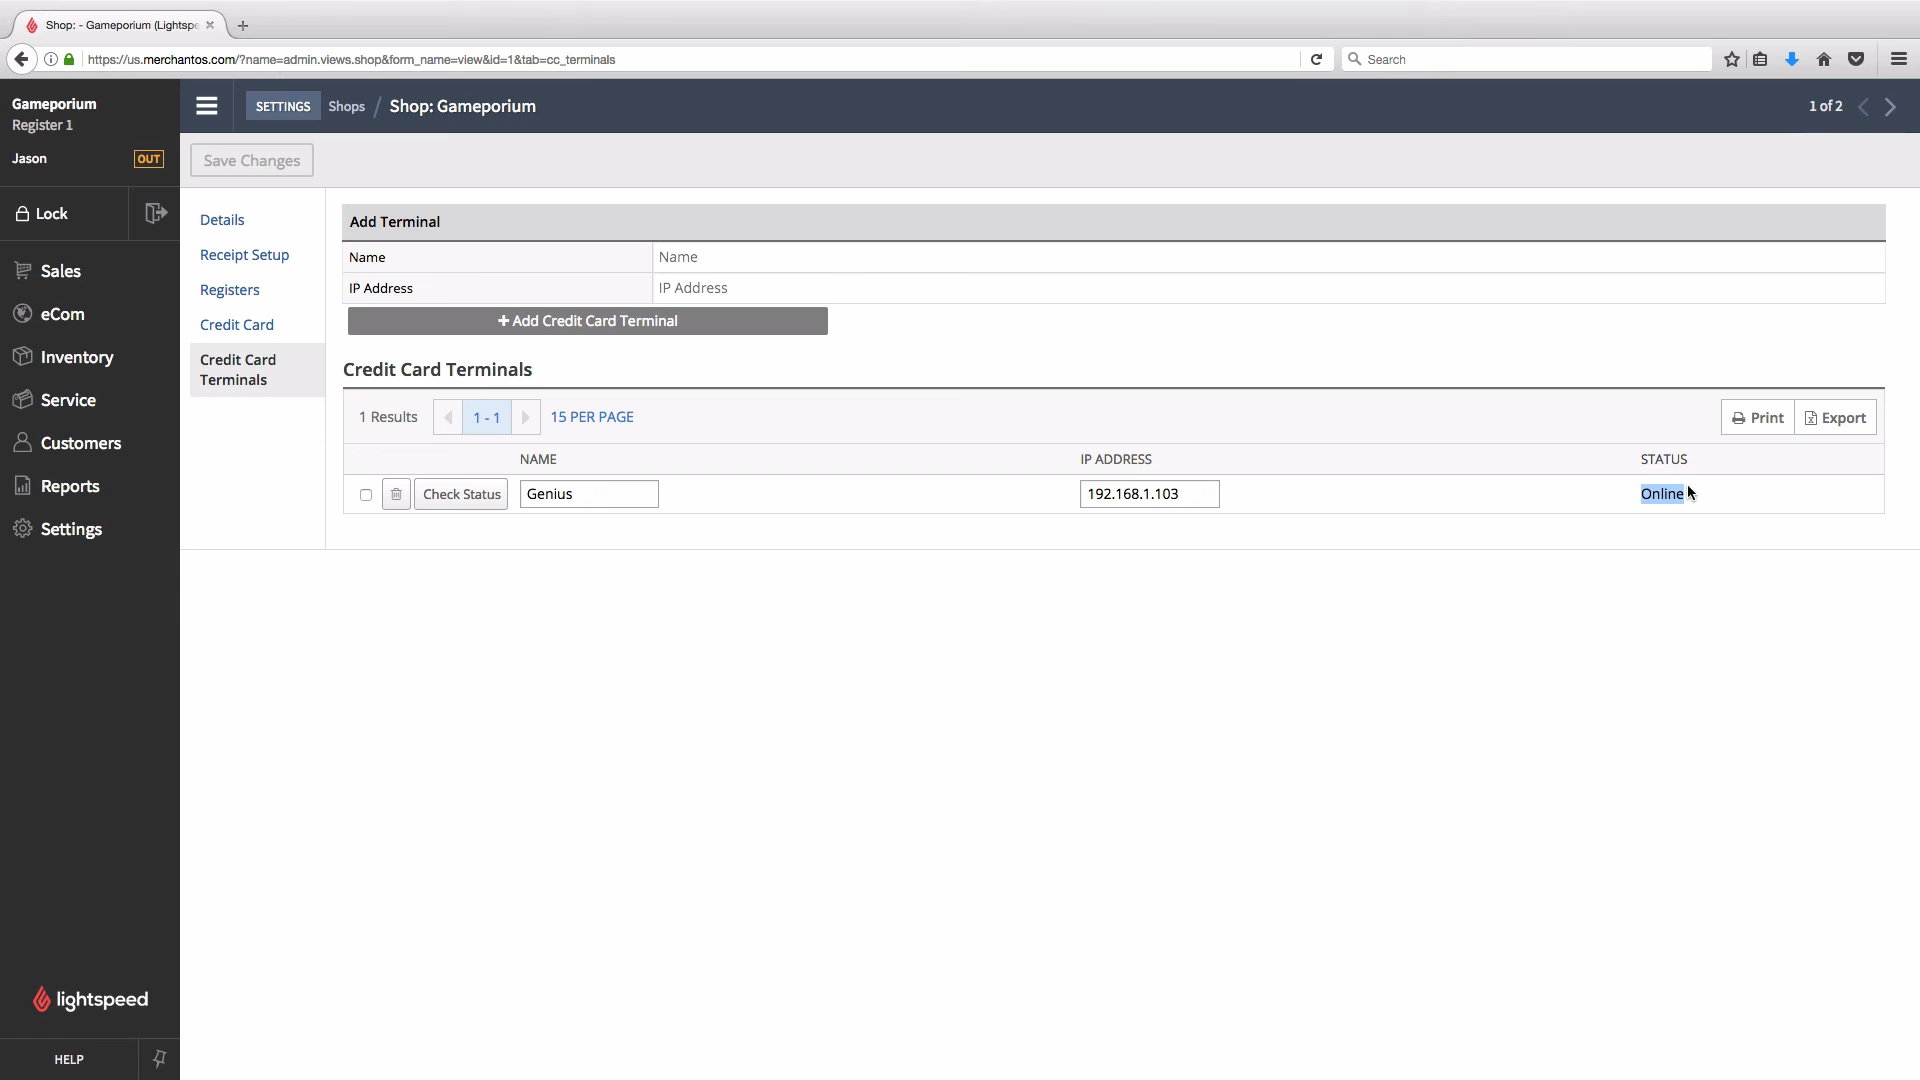 Shop: - Gameporium (Lightspe
https://us.merchantos.com/?name=admin.views.shop&form_name=view&id=1&tab=cc_terminals
Search
Gameporium
Register 1
SETTINGS Shops / Shop: Gameporium
1 of 2
Jason OUT
Save Changes
Lock
Sales
eCom
Inventory
Service
Customers
Reports
Settings
lightspeed
HELP
Details
Receipt Setup
Registers
Credit Card
Credit Card
Terminals
Add Terminal
Name Name
IP Address IP Address
+ Add Credit Card Terminal
Credit Card Terminals
1 Results 1 - 1 15 PER PAGE Print Export
NAME IP ADDRESS STATUS
Check Status Genius 192.168.1.103 Online